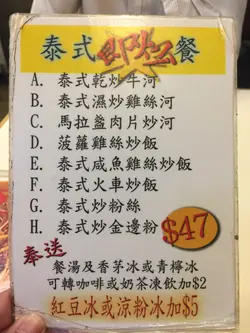 泰式即炒餐
A. 泰式乾炒牛河
B. 泰式濕炒雞絲河
C. 馬拉盞肉片炒河
D. 菠蘿雞絲炒飯
E. 泰式咸魚雞絲炒飯
F. 泰式火車炒飯
G. 泰式炒粉絲
H. 泰式炒金邊粉
$47
奉送
餐湯及香茅冰或青檸冰
可轉咖啡或奶茶凍飲加$2
紅豆冰或涼粉冰加$5